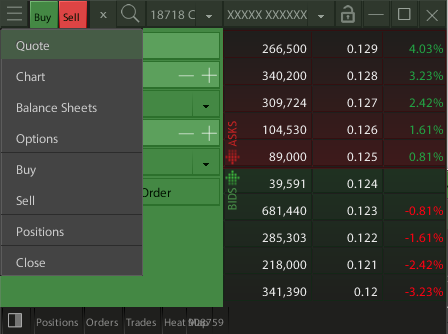 Buy Sell x 18718 C XXXXX XXXXXX
Quote
Chart
Balance Sheets
Options
Buy
Sell
Positions
Close
Order
ASKS
BIDS
266,500 0.129 4.03%
340,200 0.128 3.23%
309,724 0.127 2.42%
104,530 0.126 1.61%
89,000 0.125 0.81%
39,591 0.124
681,440 0.123 -0.81%
285,303 0.122 -1.61%
218,000 0.121 -2.42%
341,390 0.12 -3.23%
Positions Orders Trades Heat Map